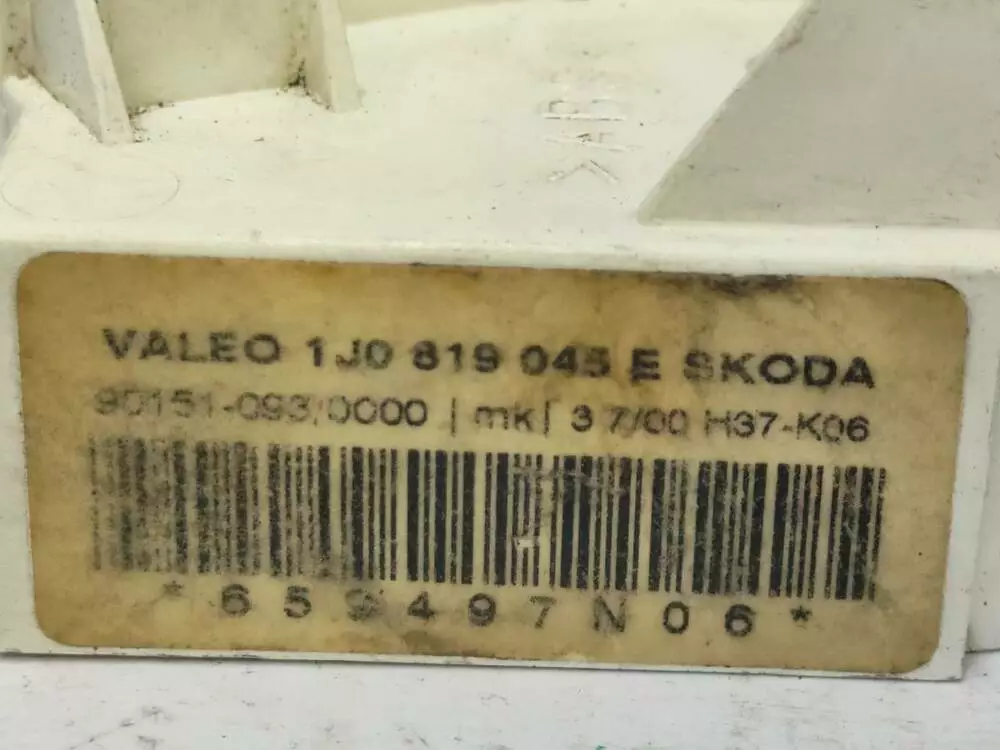 VALEO 1J0 819 045 E SKODA
90151-093/0000 | mk| 3 7/00 H37-K06
*659497N06*